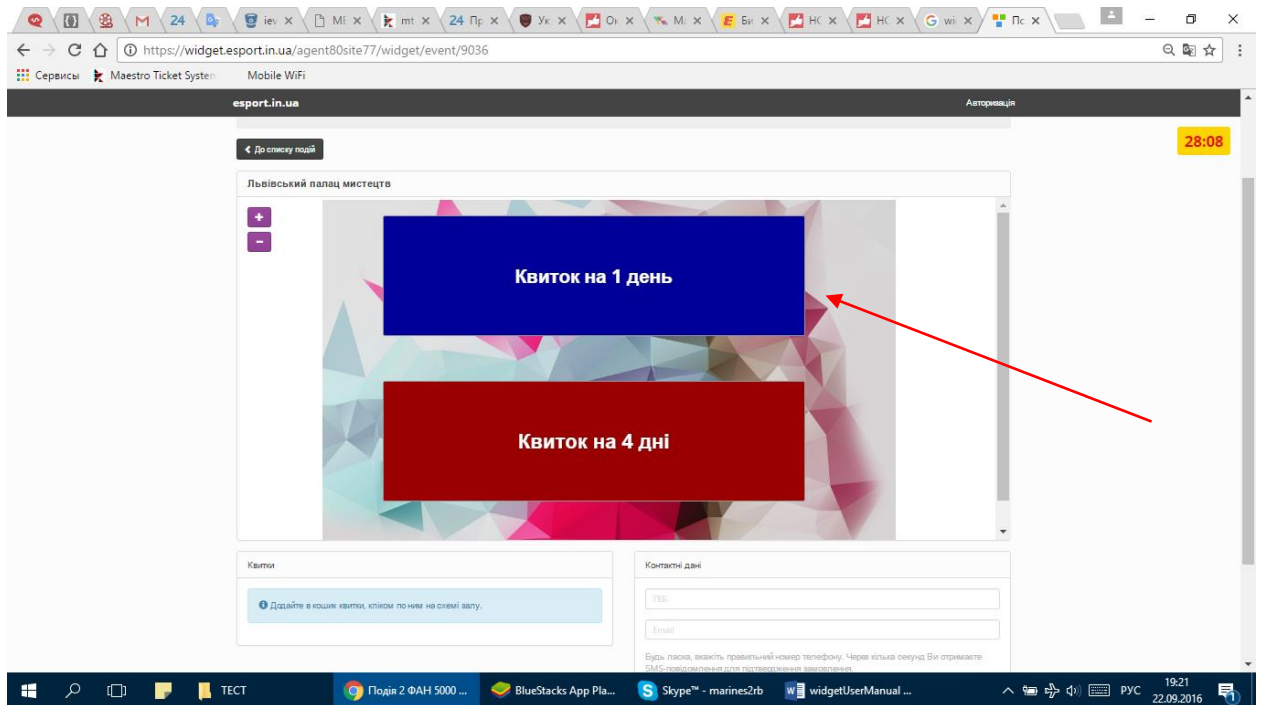 24
iev
МЕ
mt
24 Пр
Ук
Ок
М
Би
НС
НС
wi
Пс
https://widget.esport.in.ua/agent80site77/widget/event/9036
Сервисы
Maestro Ticket System
Mobile WiFi
esport.in.ua
Авторизація
До списку подій
28:08
Львівський палац мистецтв
+
-
Квиток на 1 день
Квиток на 4 дні
Квитки
Контактні дані
Додайте в кошик квитки, кліком по ним на схемі залу.
ПІБ
Email
Будь ласка, вкажіть правильний номер телефону. Через кілька секунд Ви отримаєте
SMS-повідомлення для підтвердження замовлення.
ТЕСТ
Подія 2 ФАН 5000 ...
BlueStacks App Pla...
Skype™ - marines2rb
widgetUserManual ...
РУС
19:21
22.09.2016